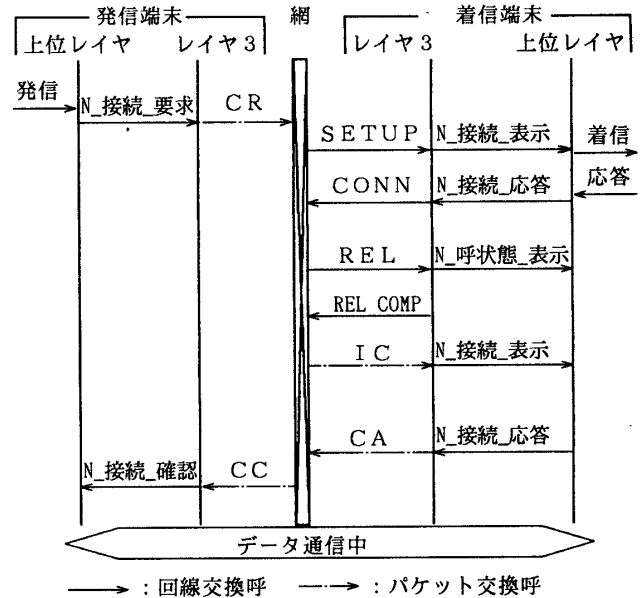 発信端末 網 着信端末
上位レイヤ レイヤ3 レイヤ3 上位レイヤ
発信 N_接続_要求 CR
SETUP N_接続_表示 着信
CONN N_接続_応答 応答
REL N_呼状態_表示
REL COMP
IC N_接続_表示
CA N_接続_応答
N_接続_確認 CC
データ通信中
:回線交換呼 :パケット交換呼